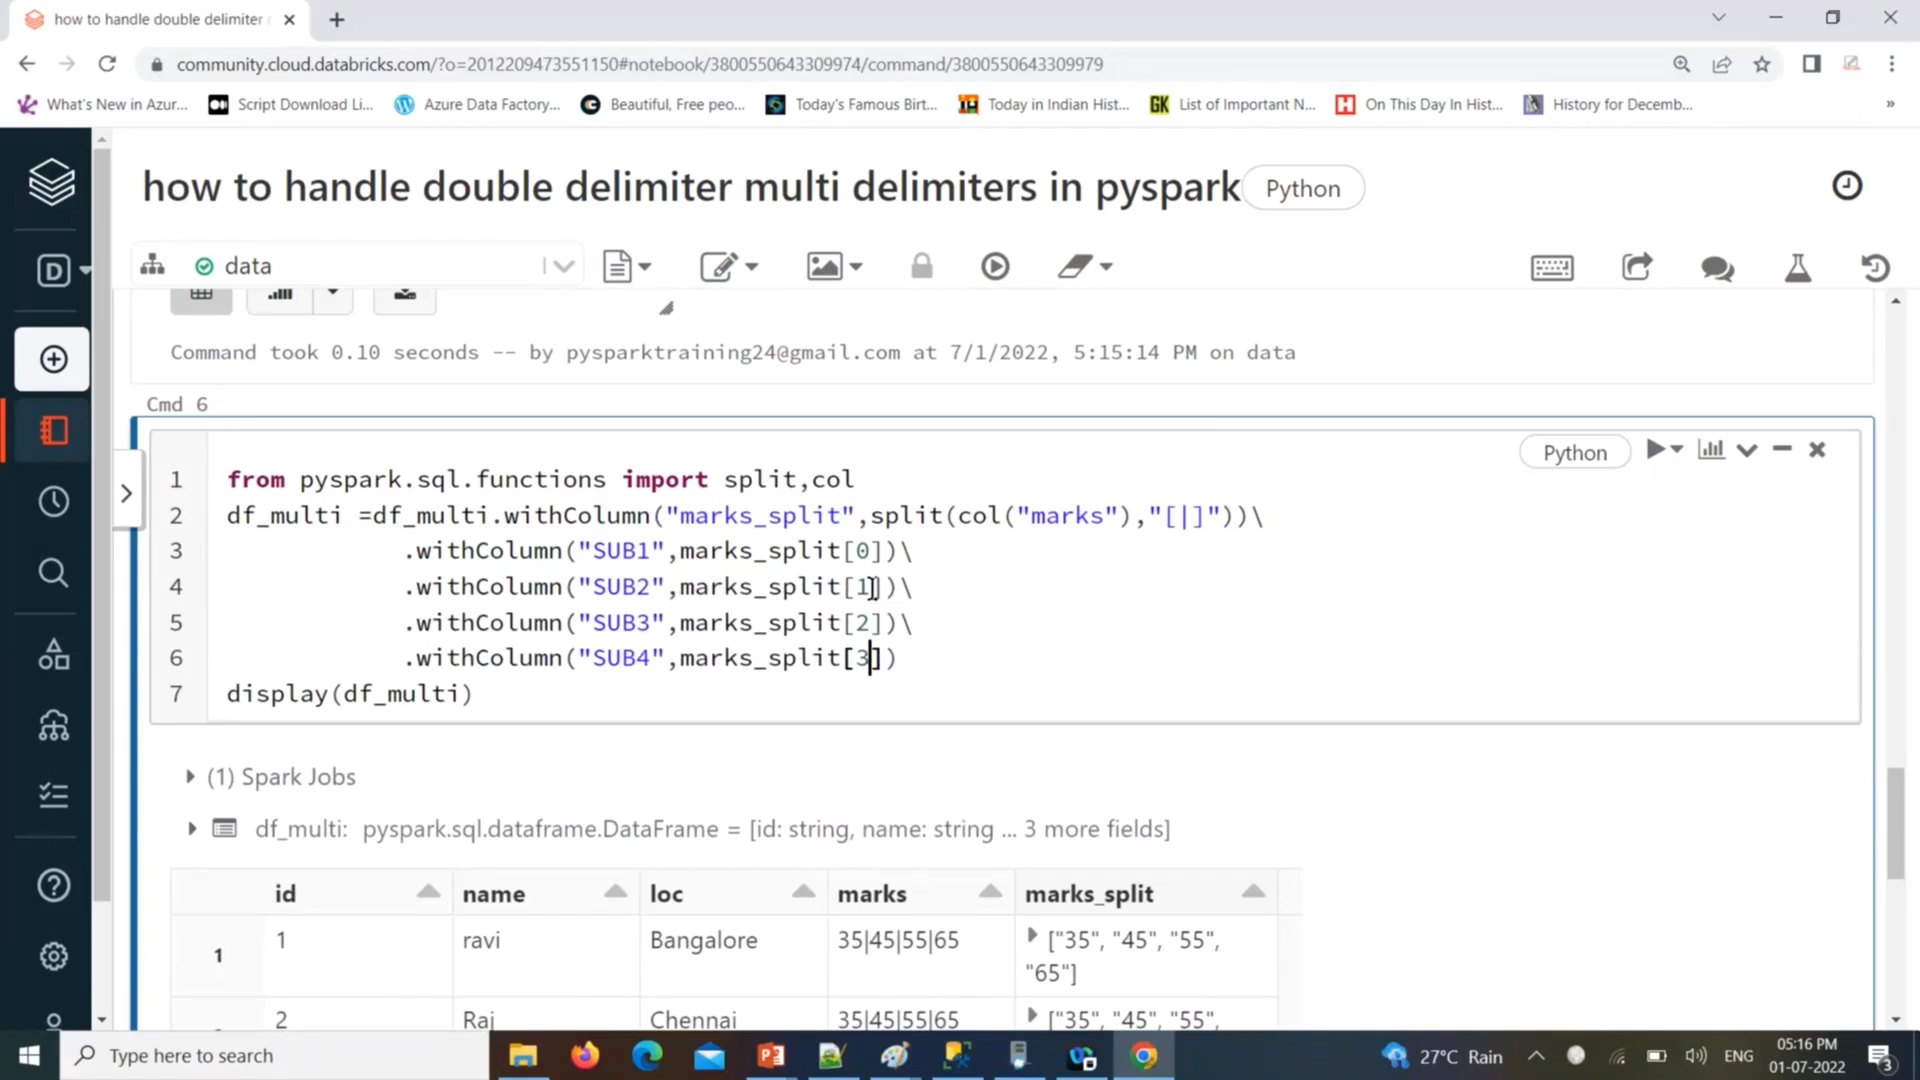 how to handle double delimiter
community.cloud.databricks.com/?o=2012209473551150#notebook/3800550643309974/command/3800550643309979
What's New in Azur... Script Download Li... Azure Data Factory... Beautiful, Free peo... Today's Famous Birt... Today in Indian Hist... GK List of Important N... H On This Day In Hist... History for Decemb... »
how to handle double delimiter multi delimiters in pyspark Python
D
data
Command took 0.10 seconds -- by pysparktraining24@gmail.com at 7/1/2022, 5:15:14 PM on data
Cmd 6
Python
1 from pyspark.sql.functions import split,col
2 df_multi =df_multi.withColumn("marks_split",split(col("marks"),"[|]"))\
3 .withColumn("SUB1",marks_split[0])\
4 .withColumn("SUB2",marks_split[1])\
5 .withColumn("SUB3",marks_split[2])\
6 .withColumn("SUB4",marks_split[3])
7 display(df_multi)
(1) Spark Jobs
df_multi: pyspark.sql.dataframe.DataFrame = [id: string, name: string ... 3 more fields]
id name loc marks marks_split
1 1 ravi Bangalore 35|45|55|65 ["35", "45", "55",
"65"]
2 Raj Chennai 35|45|55|65 ["35", "45", "55",
Type here to search
27°C Rain
ENG
05:16 PM
01-07-2022
3